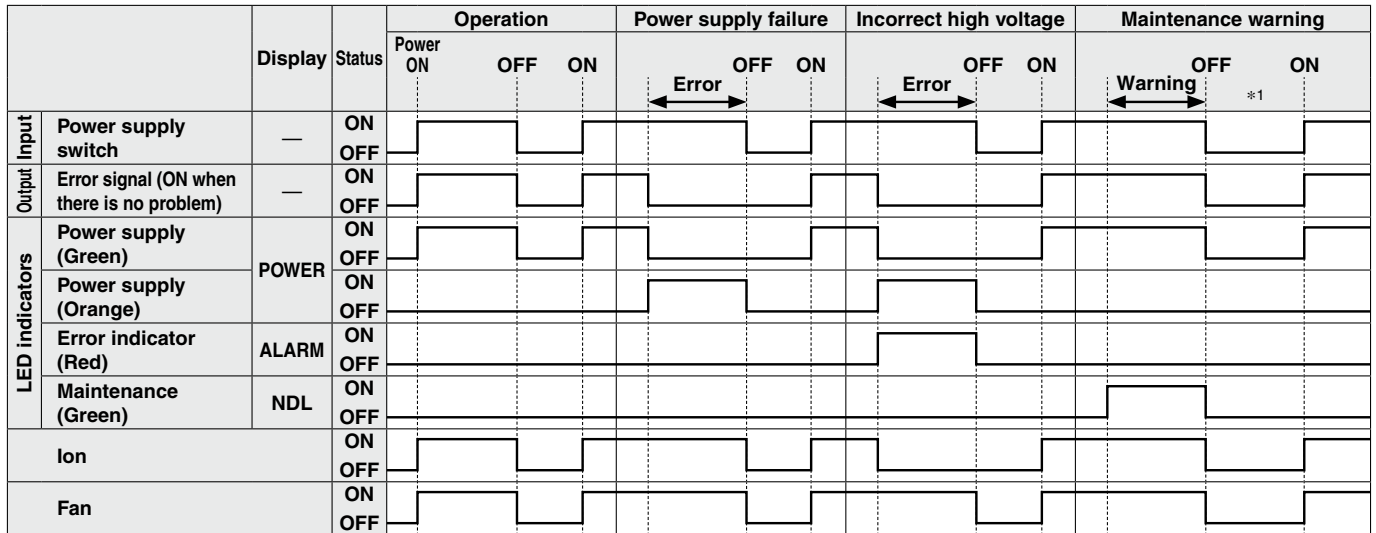 Operation Power supply failure Incorrect high voltage Maintenance warning
Display Status
Power
ON OFF ON OFF ON OFF ON OFF ON
Error Error Warning *1
Input
Power supply
switch
—
ON
OFF
Output
Error signal (ON when
there is no problem)
—
ON
OFF
LED indicators
Power supply
(Green)
POWER
ON
OFF
Power supply
(Orange)
ON
OFF
Error indicator
(Red)
ALARM
ON
OFF
Maintenance
(Green)
NDL
ON
OFF
Ion
ON
OFF
Fan
ON
OFF